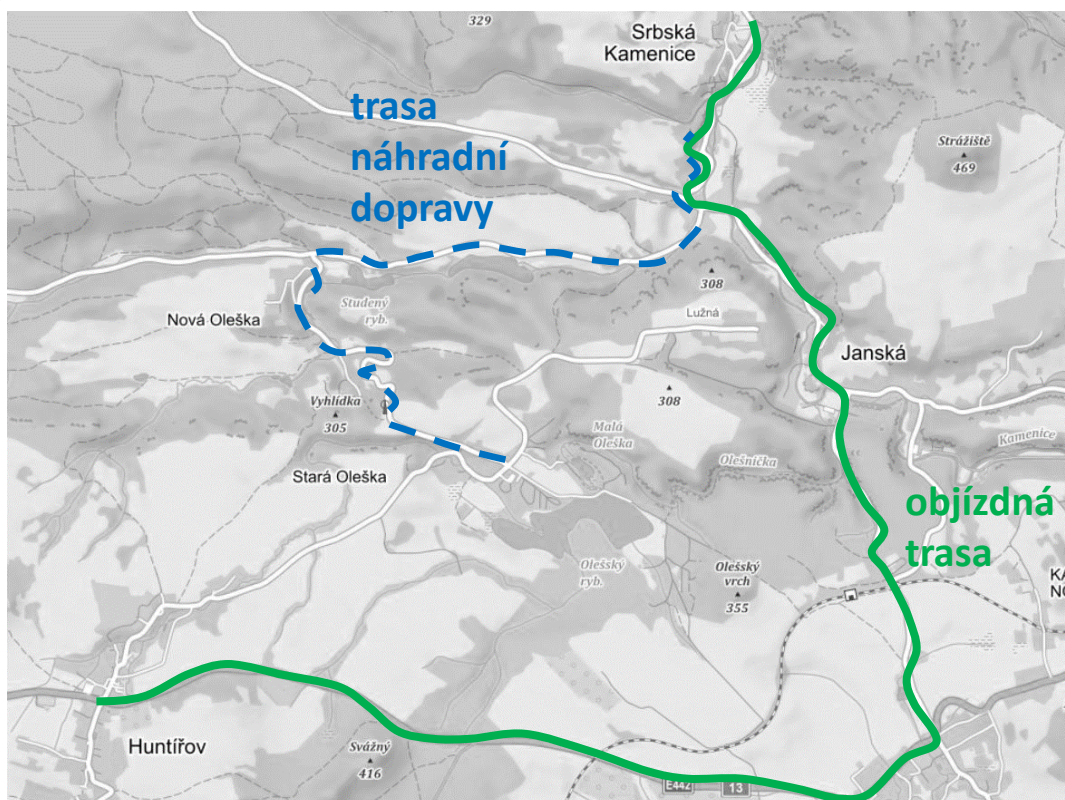 329
Srbská
Kamenice
trasa
náhradní
dopravy
Strážiště
469
308
Studený
ryb.
Nová Oleška
Lužná
Janská
Vyhlídka
305
308
Malá
Oleška
Kamenice
Stará Oleška
Olešnička
objízdná
trasa
Olešský
ryb.
Olešský
vrch
355
Huntířov
Svážný
416
E442
13